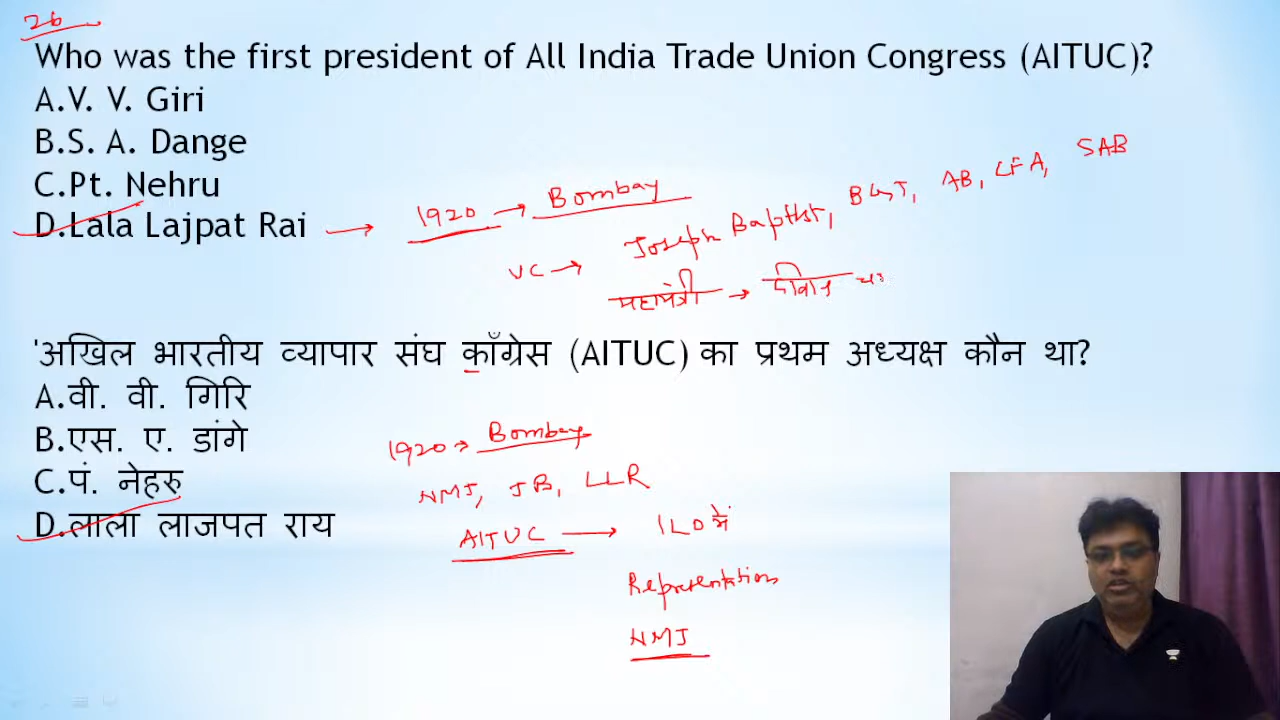 26
Who was the first president of All India Trade Union Congress (AITUC)?
A.V. V. Giri
B.S. A. Dange
C.Pt. Nehru
D.Lala Lajpat Rai → 1920 → Bombay
VC → Joseph Baptist, AB, CFA, SAB
महामंत्री → दीवान
'अखिल भारतीय व्यापार संघ काँग्रेस (AITUC) का प्रथम अध्यक्ष कौन था?
A.वी. वी. गिरि
B.एस. ए. डांगे
C.पं. नेहरु
D.लाला लाजपत राय
1920 → Bombay
NMJ, JB, LLR
AITUC → ILO में
Representation
NMJ